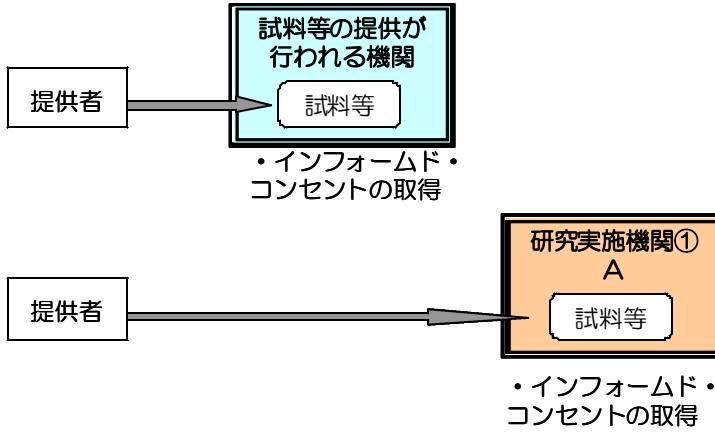 試料等の提供が
行われる機関
提供者
試料等
・インフォームド・
コンセントの取得
研究実施機関①
A
提供者
試料等
・インフォームド・
コンセントの取得